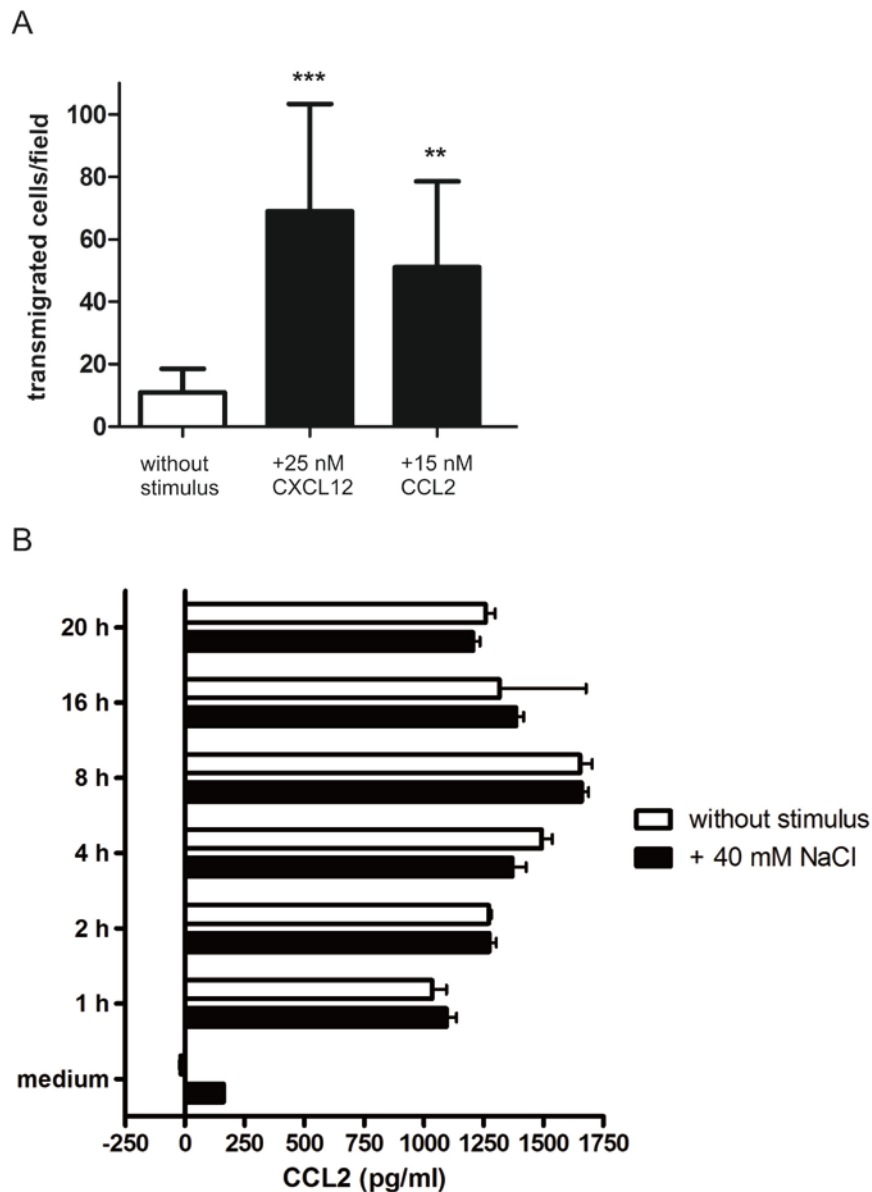 A
transmigrated cells/field
100
80
60
40
20
0
***
**
without
stimulus
+25 nM
CXCL12
+15 nM
CCL2
B
20 h
16 h
8 h
4 h
2 h
1 h
medium
without stimulus
+ 40 mM NaCl
-250
0
250
500
750
1000
1250
1500
1750
CCL2 (pg/ml)